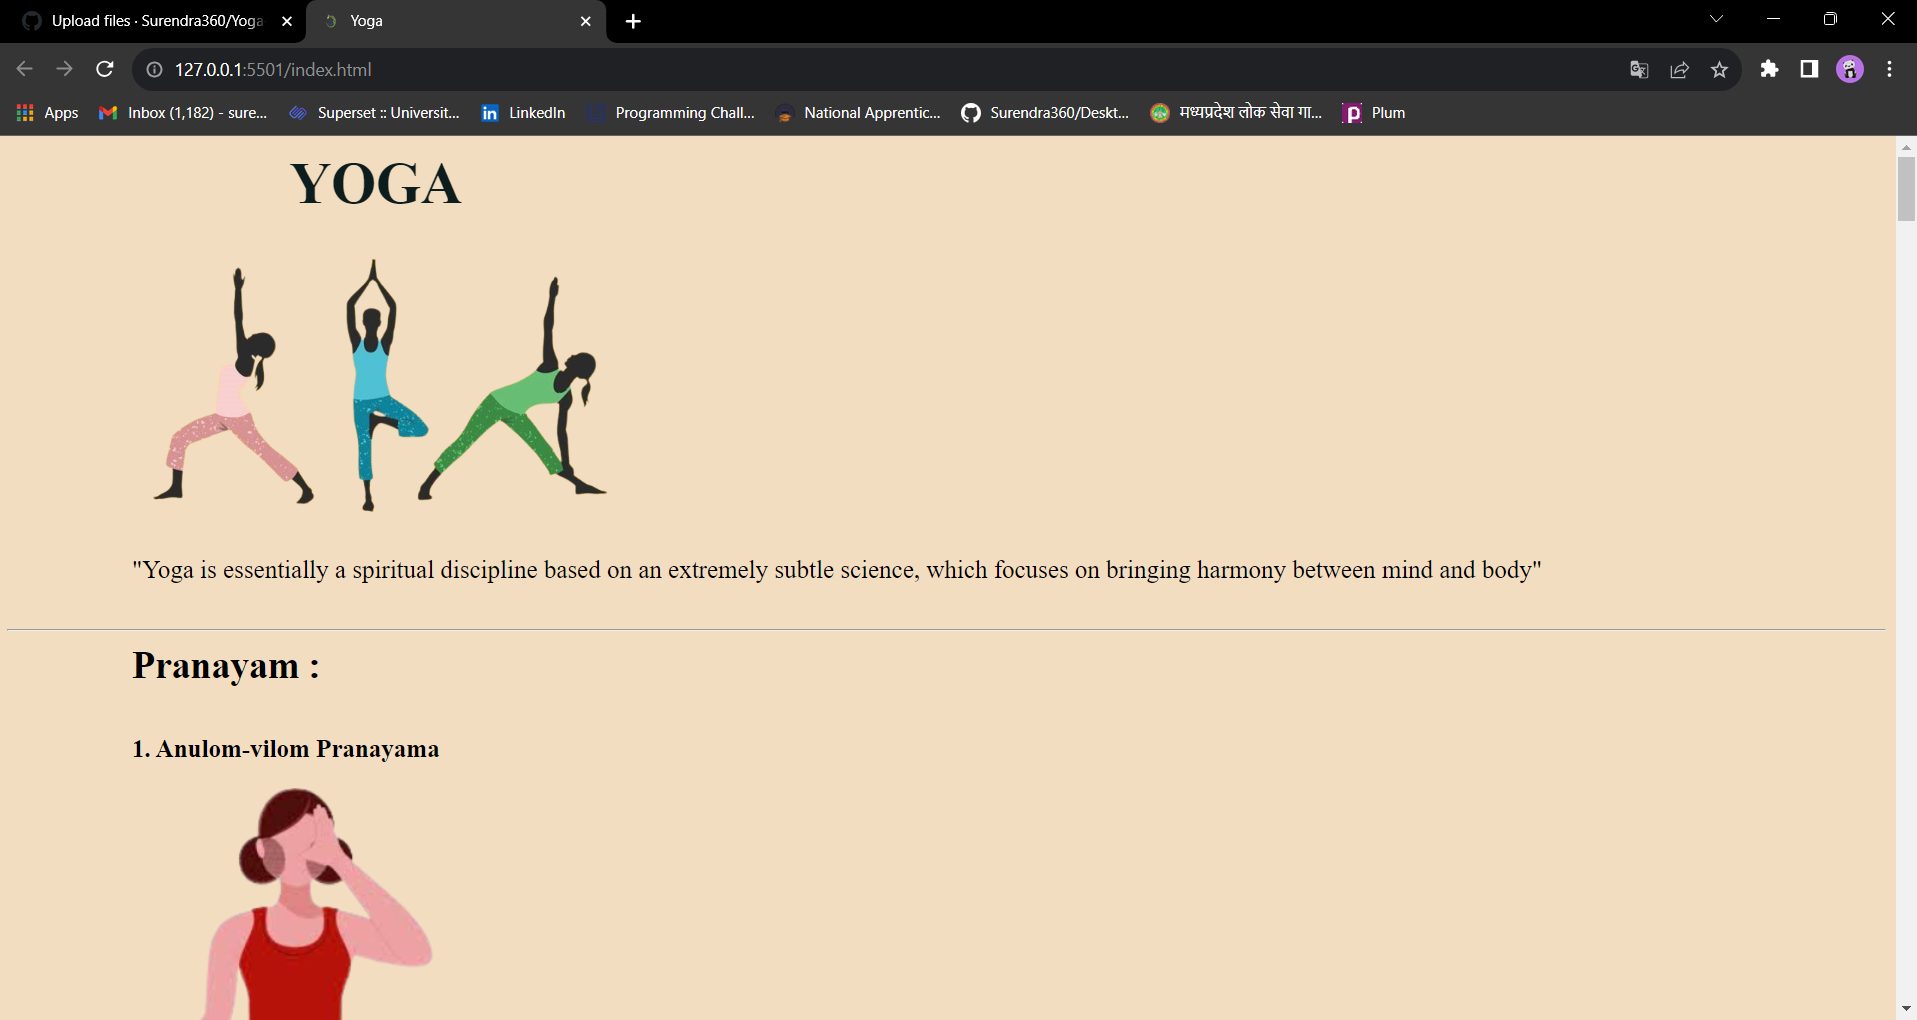 Upload files · Surendra360/Yoga
Yoga
127.0.0.1:5501/index.html
Apps
Inbox (1,182) - sure...
Superset :: Universit...
LinkedIn
Programming Chall...
National Apprentic...
Surendra360/Deskt...
मध्यप्रदेश लोक सेवा गा...
Plum
YOGA
"Yoga is essentially a spiritual discipline based on an extremely subtle science, which focuses on bringing harmony between mind and body"
Pranayam :
1. Anulom-vilom Pranayama